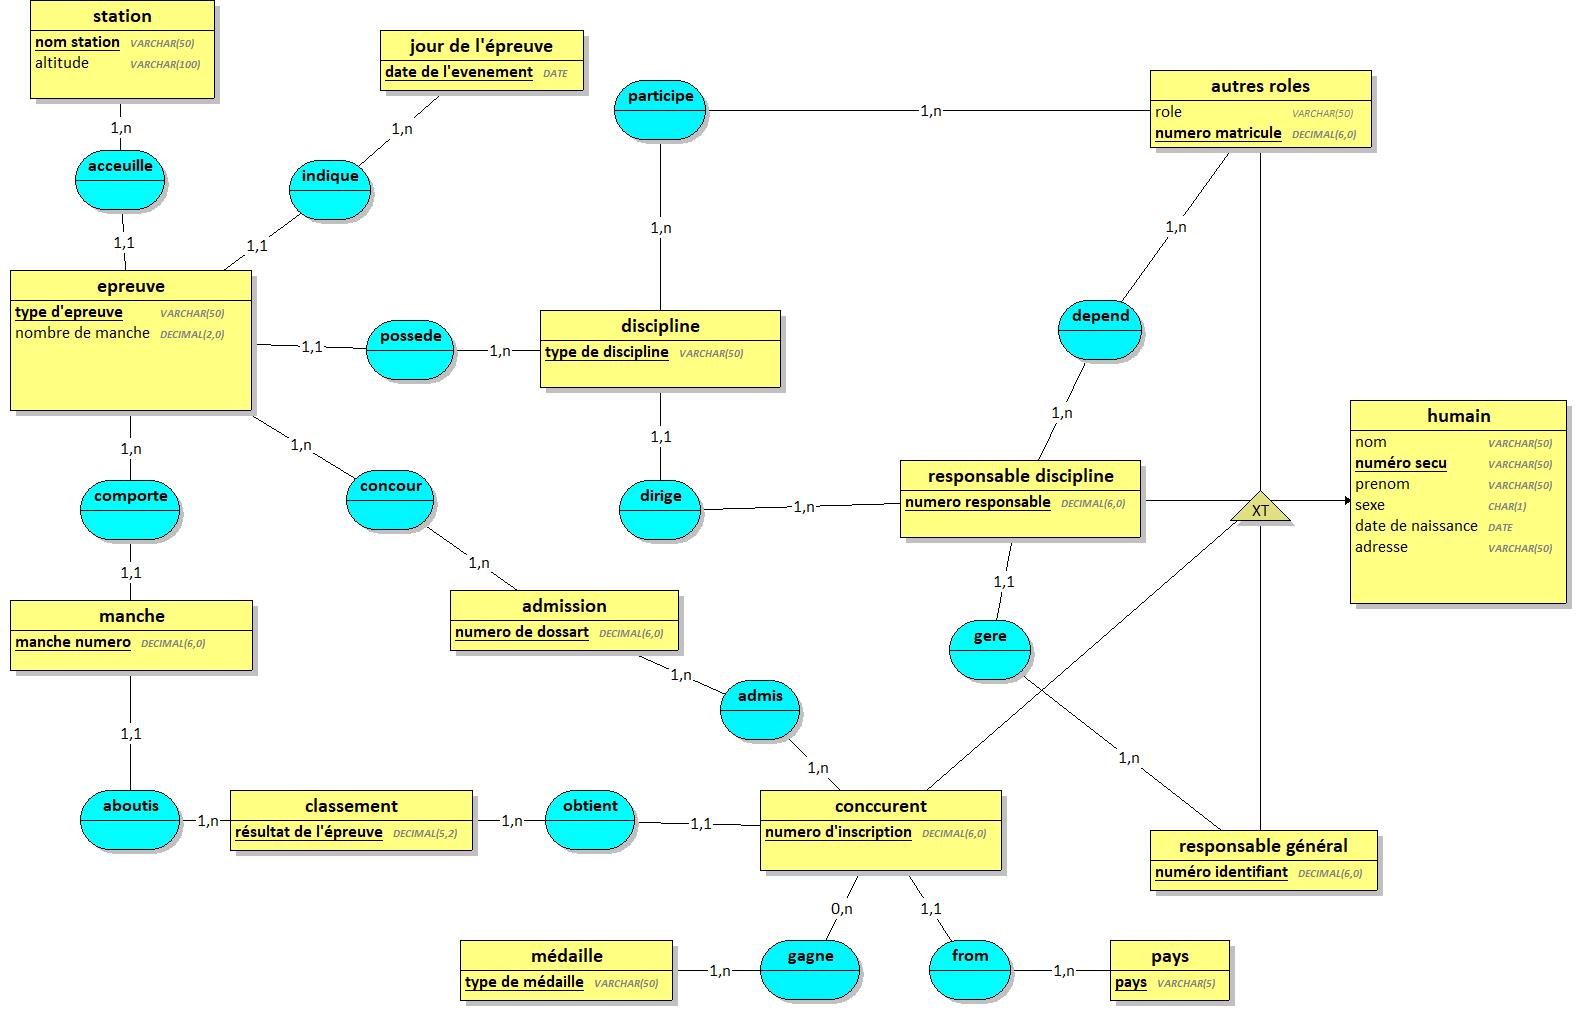 station
nom station VARCHAR(50)
altitude VARCHAR(100)
jour de l'épreuve
date de l'evenement DATE
participe
1,n
autres roles
role VARCHAR(50)
numero matricule DECIMAL(6,0)
1,n
1,n
acceuille
indique
1,n
1,n
1,1
1,1
epreuve
type d'epreuve VARCHAR(50)
nombre de manche DECIMAL(2,0)
1,1
possede
1,n
discipline
type de discipline VARCHAR(50)
depend
1,n
1,n
1,n
1,1
humain
nom VARCHAR(50)
numéro secu VARCHAR(50)
prenom VARCHAR(50)
sexe CHAR(1)
date de naissance DATE
adresse VARCHAR(50)
comporte
concour
dirige
1,n
responsable discipline
numero responsable DECIMAL(6,0)
XT
1,1
1,n
1,1
manche
manche numero DECIMAL(6,0)
admission
numero de dossart DECIMAL(6,0)
gere
1,n
admis
1,1
1,n
1,n
aboutis
1,n
classement
résultat de l'épreuve DECIMAL(5,2)
1,n
obtient
1,1
conccurent
numero d'inscription DECIMAL(6,0)
responsable général
numéro identifiant DECIMAL(6,0)
0,n
1,1
médaille
type de médaille VARCHAR(50)
1,n
gagne
from
1,n
pays
pays VARCHAR(5)